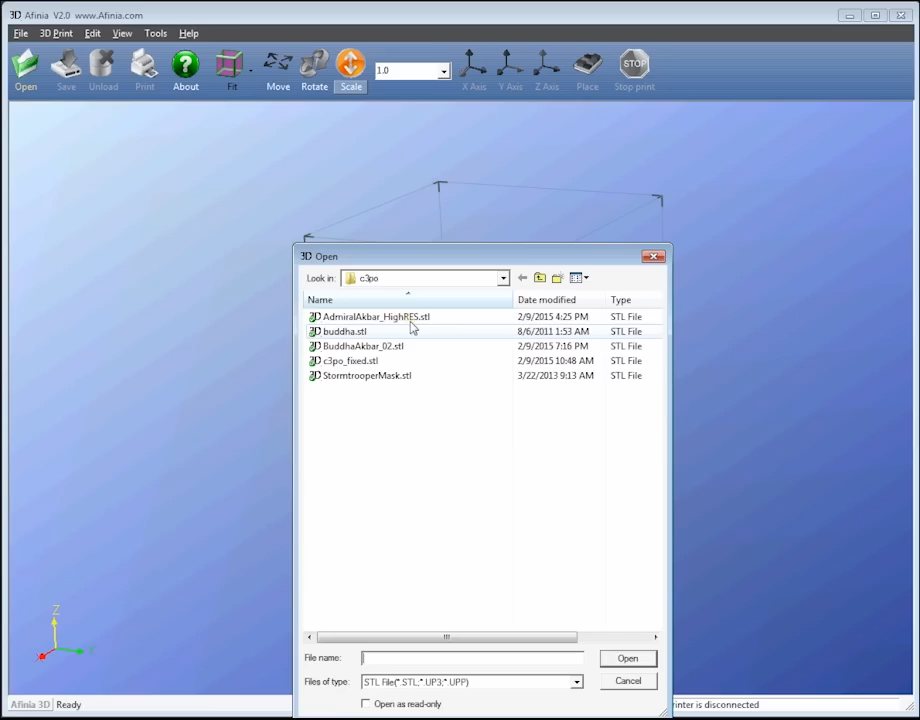 3D Afinia V2.0 www.Afinia.com
File 3D Print Edit View Tools Help
1.0
STOP
Open Save Unload Print About Fit Move Rotate Scale X Axis Y Axis Z Axis Place Stop print
3D Open
Look in: c3po
Name Date modified Type
AdmiralAkbar_HighRES.stl 2/9/2015 4:25 PM STL File
buddha.stl 8/6/2011 1:53 AM STL File
BuddhaAkbar_02.stl 2/9/2015 7:16 PM STL File
c3po_fixed.stl 2/9/2015 10:48 AM STL File
StormtrooperMask.stl 3/22/2013 9:13 AM STL File
Z
File name: Open
Files of type: STL File(*.STL;*.UP3;*.UPP) Cancel
Open as read-only
Afinia 3D Ready rinter is disconnected